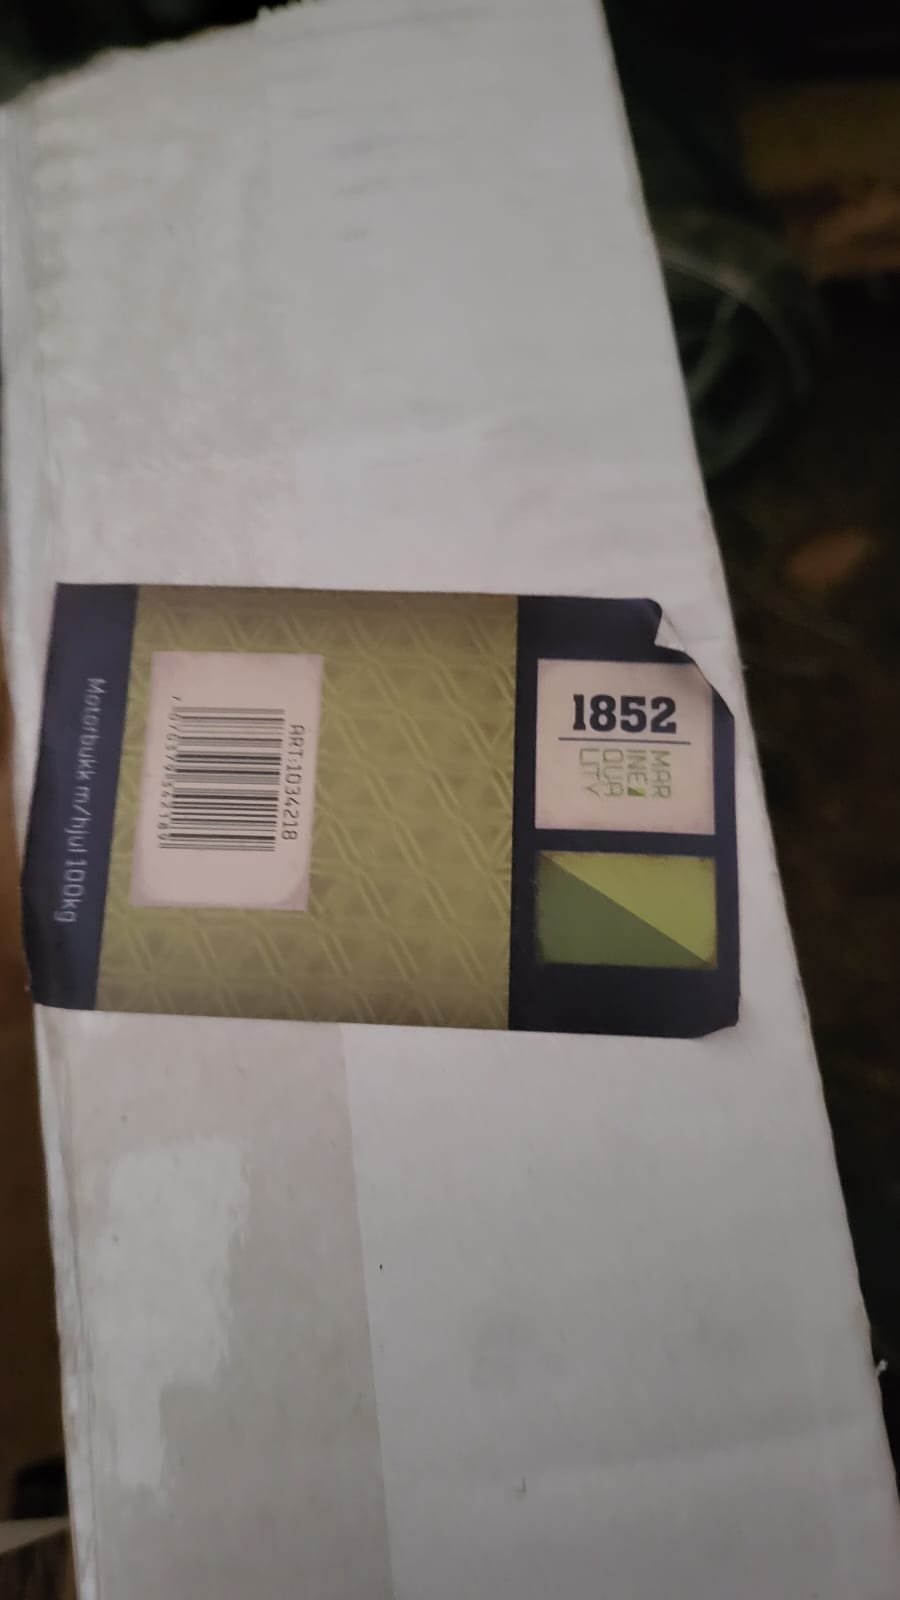 1852
MAR
INE
QUA
LITY
ART:1034218
Motorbukk m/hjul 100kg